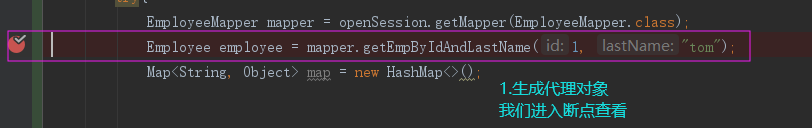 try{
EmployeeMapper mapper = openSession.getMapper(EmployeeMapper.class);
Employee employee = mapper.getEmpByIdAndLastName( id: 1, lastName: "tom");
Map<String, Object> map = new HashMap<>();
1.生成代理对象
我们进入断点查看